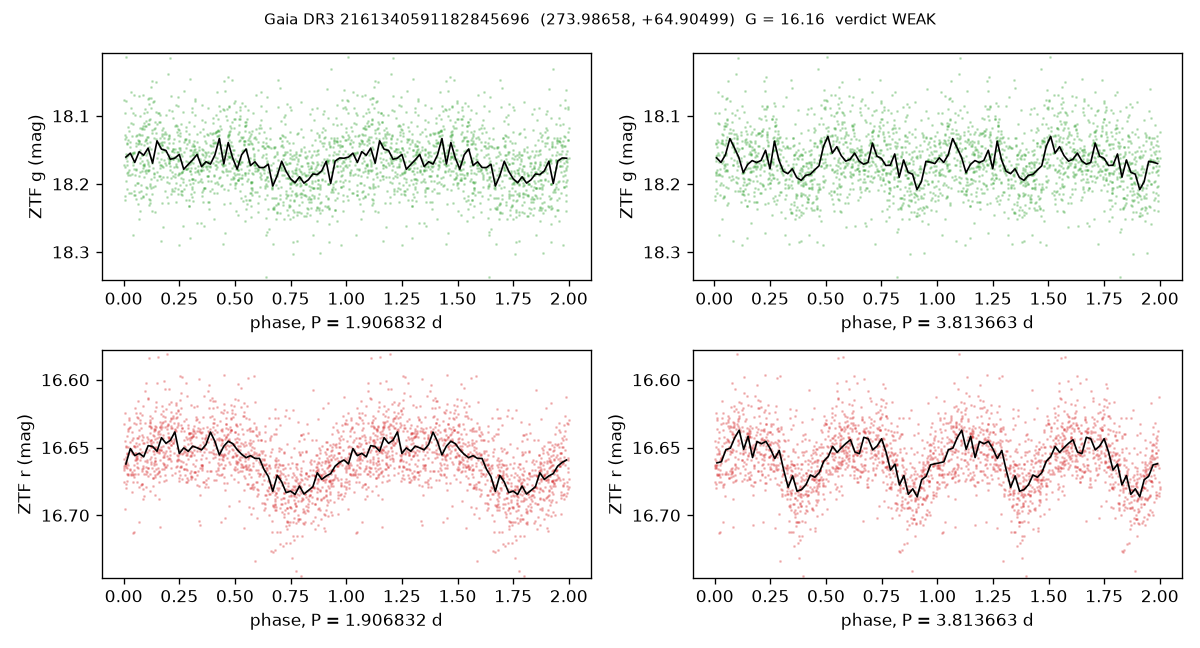 Gaia DR3 2161340591182845696 (273.98658, +64.90499) G = 16.16 verdict WEAK
ZTF g (mag)
18.1
18.2
18.3
0.00 0.25 0.50 0.75 1.00 1.25 1.50 1.75 2.00
phase, P = 1.906832 d
ZTF g (mag)
18.1
18.2
18.3
0.00 0.25 0.50 0.75 1.00 1.25 1.50 1.75 2.00
phase, P = 3.813663 d
ZTF r (mag)
16.60
16.65
16.70
0.00 0.25 0.50 0.75 1.00 1.25 1.50 1.75 2.00
phase, P = 1.906832 d
ZTF r (mag)
16.60
16.65
16.70
0.00 0.25 0.50 0.75 1.00 1.25 1.50 1.75 2.00
phase, P = 3.813663 d